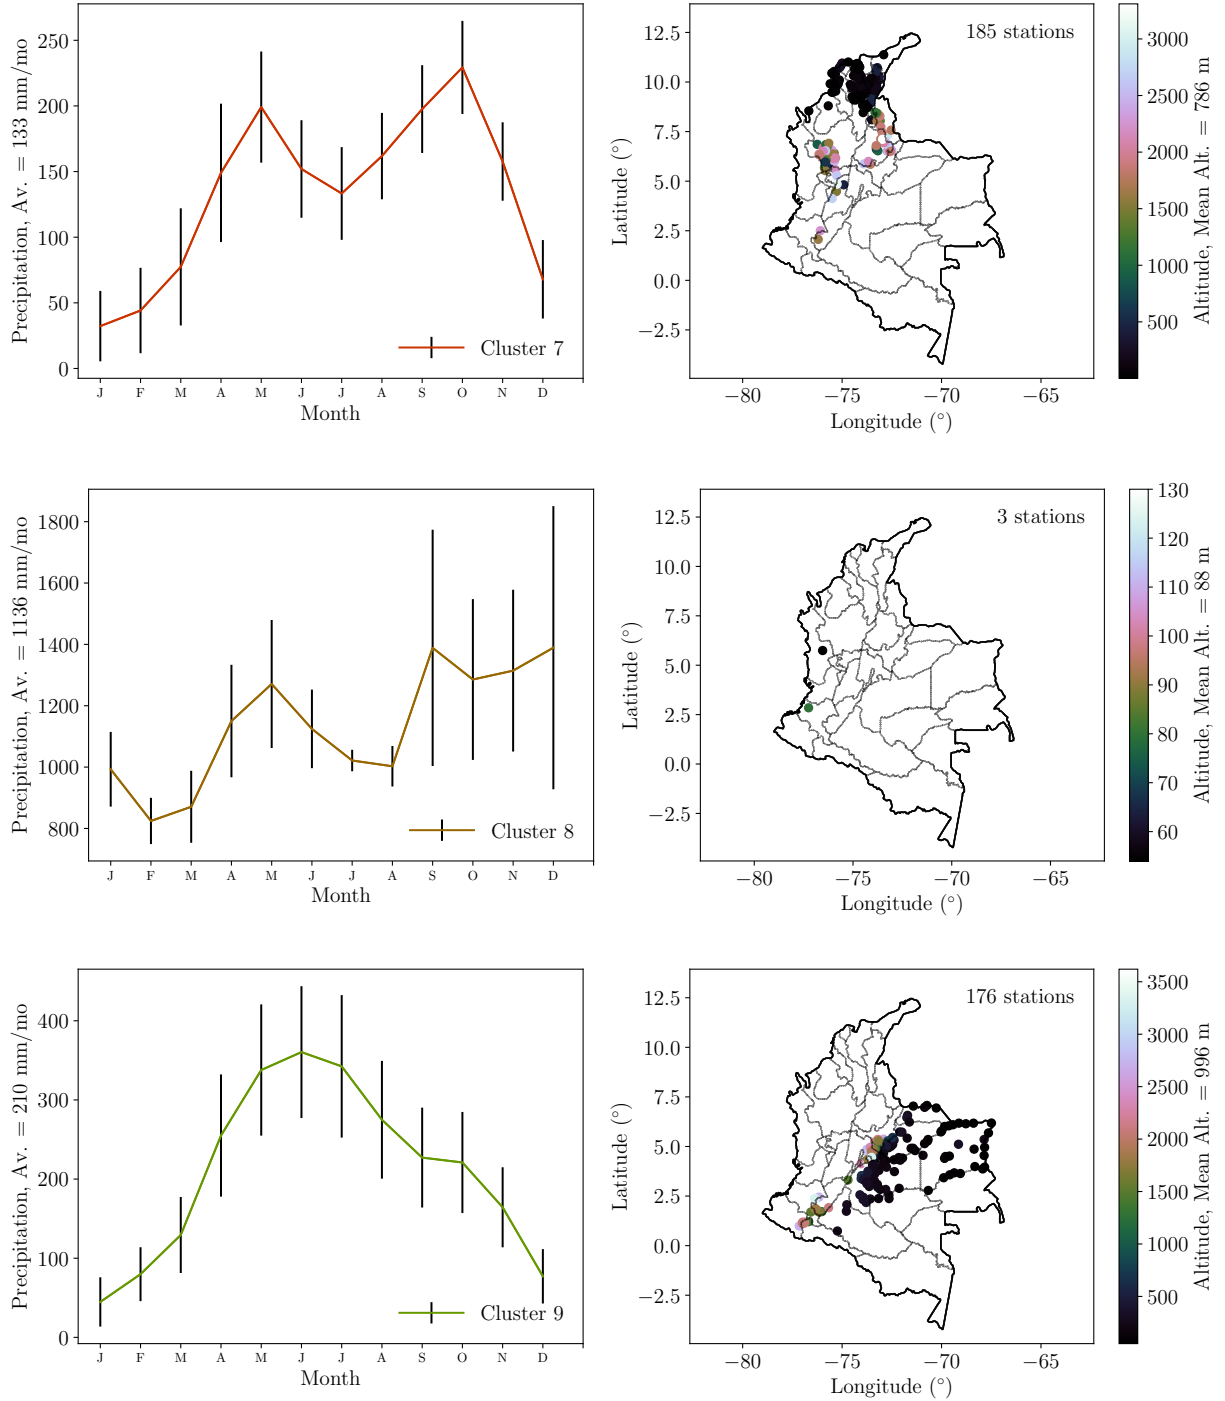 Precipitation, Av. = 133 mm/mo
250
200
150
100
50
0
J F M A M J J A S O N D
Month
Cluster 7
185 stations
Latitude (°)
12.5
10.0
7.5
5.0
2.5
0.0
−2.5
−80 −75 −70 −65
Longitude (°)
3000
2500
2000
1500
1000
500
Altitude, Mean Alt. = 786 m
Precipitation, Av. = 1136 mm/mo
1800
1600
1400
1200
1000
800
J F M A M J J A S O N D
Month
Cluster 8
3 stations
Latitude (°)
12.5
10.0
7.5
5.0
2.5
0.0
−2.5
−80 −75 −70 −65
Longitude (°)
130
120
110
100
90
80
70
60
Altitude, Mean Alt. = 88 m
Precipitation, Av. = 210 mm/mo
400
300
200
100
0
J F M A M J J A S O N D
Month
Cluster 9
176 stations
Latitude (°)
12.5
10.0
7.5
5.0
2.5
0.0
−2.5
−80 −75 −70 −65
Longitude (°)
3500
3000
2500
2000
1500
1000
500
Altitude, Mean Alt. = 996 m